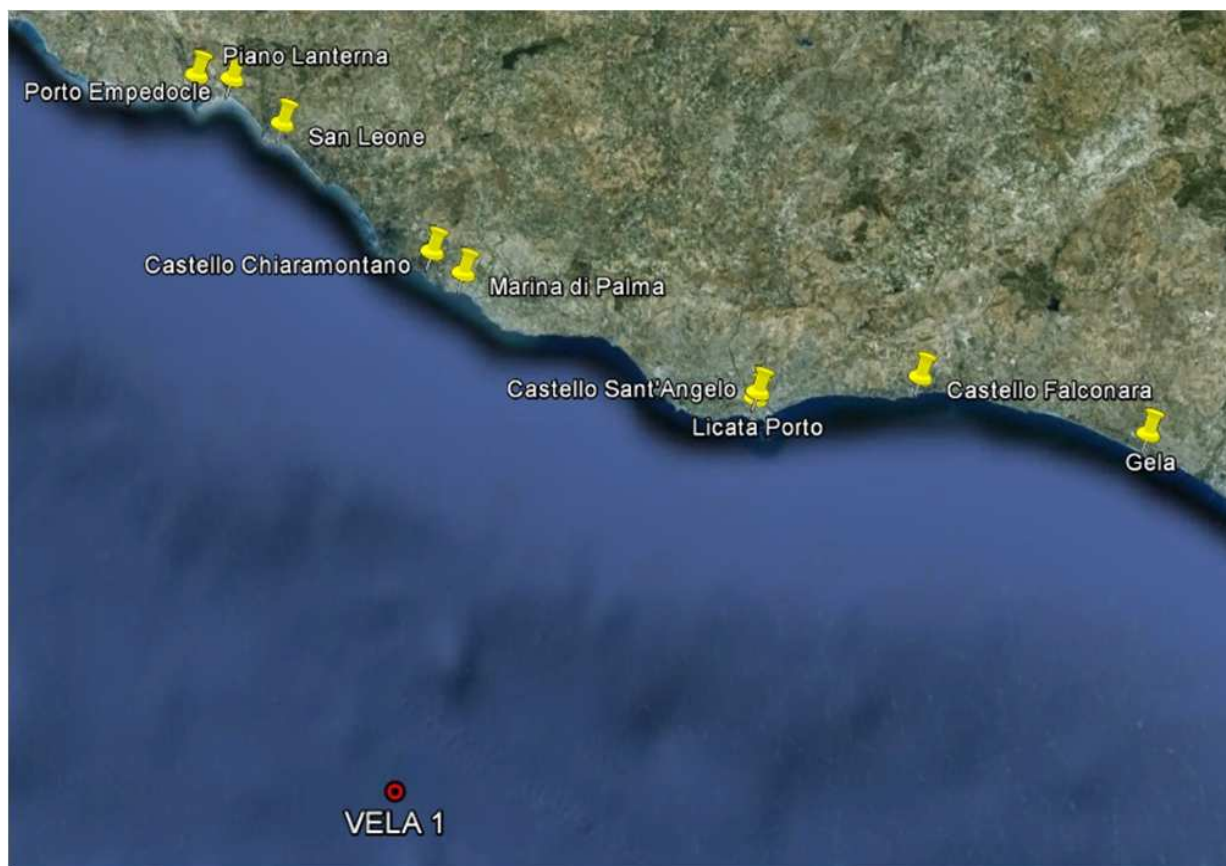 Piano Lanterna
Porto Empedocle
San Leone
Castello Chiaramontano
Marina di Palma
Castello Sant'Angelo
Castello Falconara
Licata Porto
Gela
VELA 1